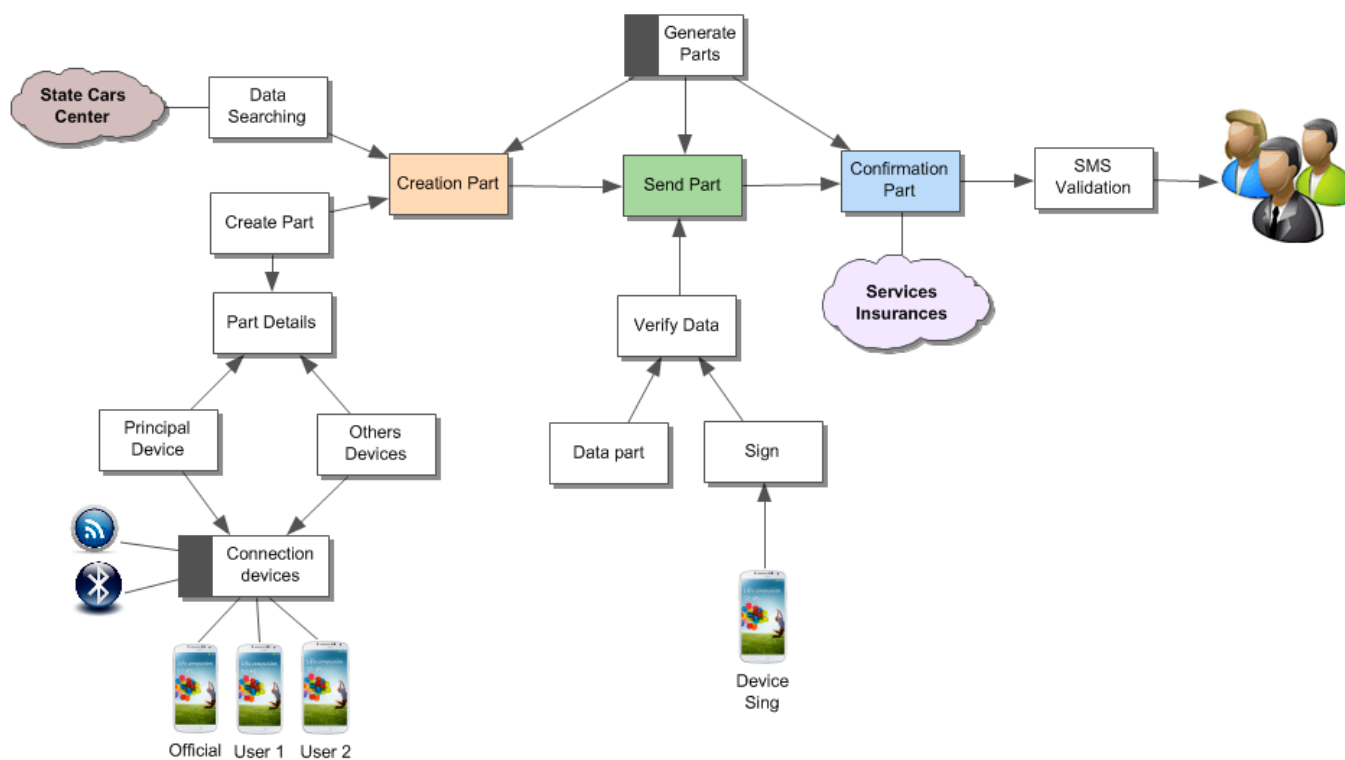 Generate
Parts
State Cars
Center
Data
Searching
Creation Part
Send Part
Confirmation
Part
SMS
Validation
Create Part
Services
Insurances
Part Details
Verify Data
Principal
Device
Others
Devices
Data part
Sign
Connection
devices
Device
Sing
Official
User 1
User 2